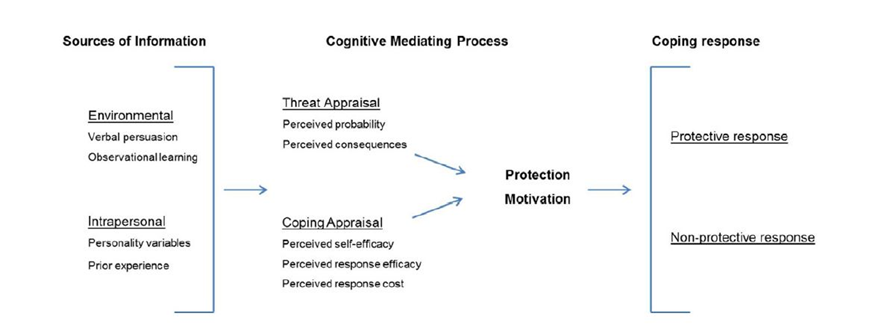 Sources of Information
Cognitive Mediating Process
Coping response
Environmental
Verbal persuasion
Observational learning
Intrapersonal
Personality variables
Prior experience
Threat Appraisal
Perceived probability
Perceived consequences
Coping Appraisal
Perceived self-efficacy
Perceived response efficacy
Perceived response cost
Protection
Motivation
Protective response
Non-protective response